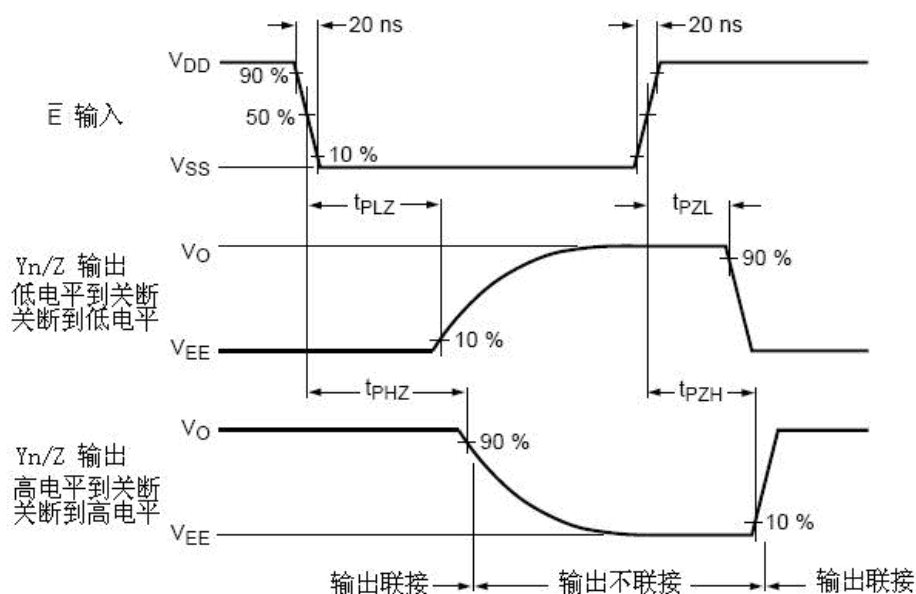 20 ns
20 ns
VDD
90 %
Ē 输入
50 %
50 %
10 %
VSS
tPLZ
tPZL
VO
Yn/Z 输出
90 %
低电平到关断
关断到低电平
10 %
VEE
tPHZ
tPZH
VO
Yn/Z 输出
90 %
高电平到关断
关断到高电平
10 %
VEE
输出联接
输出不联接
输出联接